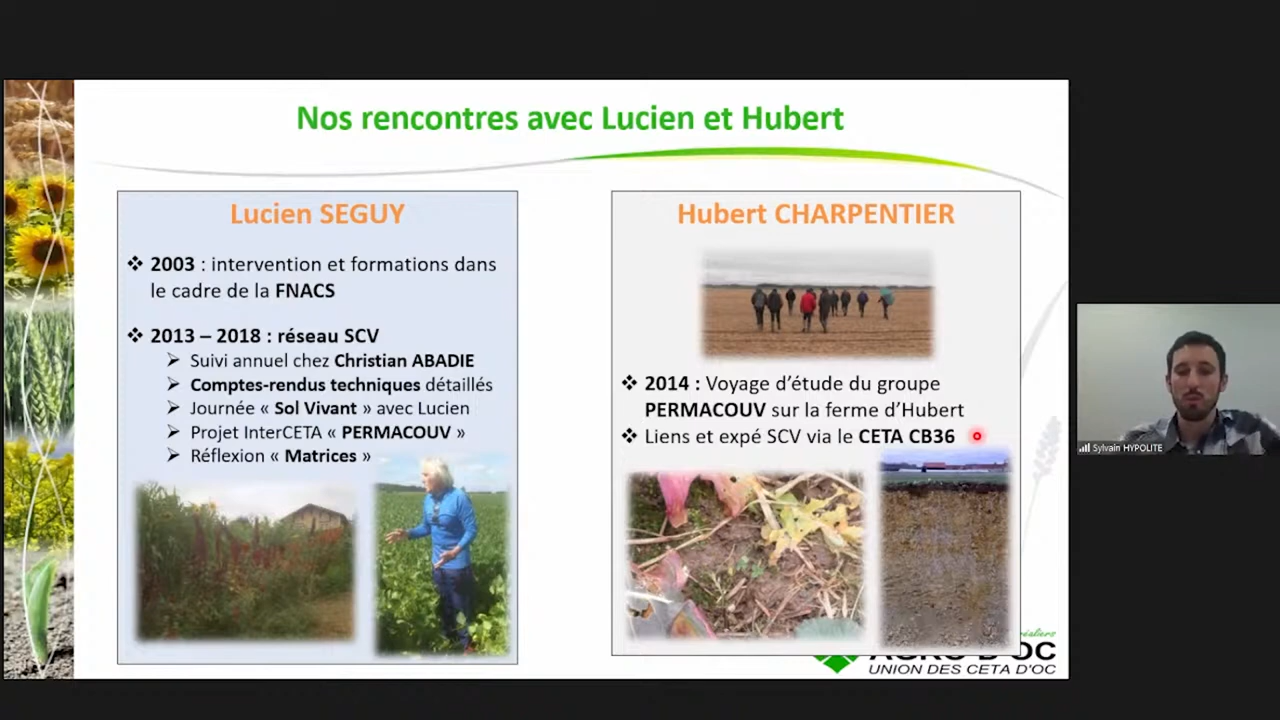 Nos rencontres avec Lucien et Hubert
Lucien SEGUY
❖ 2003 : intervention et formations dans
le cadre de la FNACS
❖ 2013 – 2018 : réseau SCV
➢ Suivi annuel chez Christian ABADIE
➢ Comptes-rendus techniques détaillés
➢ Journée « Sol Vivant » avec Lucien
➢ Projet InterCETA « PERMACOUV »
➢ Réflexion « Matrices »
Hubert CHARPENTIER
❖ 2014 : Voyage d’étude du groupe
PERMACOUV sur la ferme d’Hubert
❖ Liens et expé SCV via le CETA CB36
AGRO D'OC
UNION DES CETA D'OC
Sylvain HYPOLITE